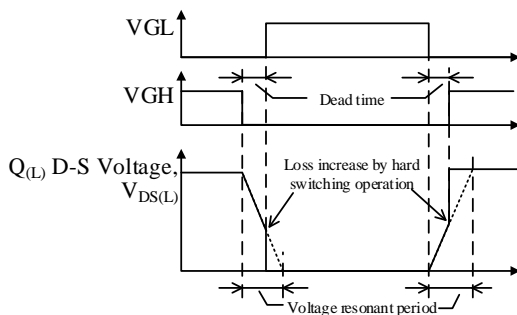 VGL
VGH
Dead time
Q(L) D-S Voltage,
VDS(L)
Loss increase by hard
switching operation
Voltage resonant period